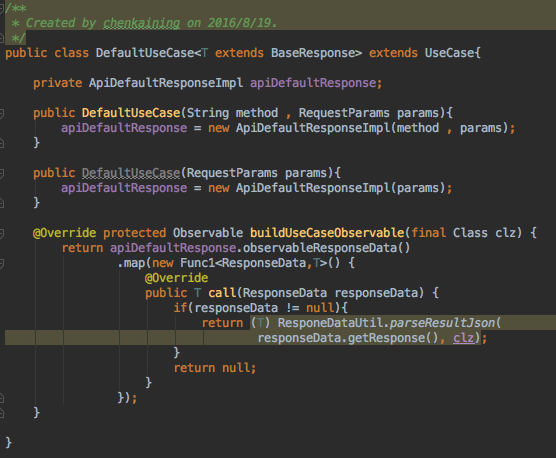 /**
 * Created by chenkaining on 2016/8/19.
 */
public class DefaultUseCase<T extends BaseResponse> extends UseCase{
    private ApiDefaultResponseImpl apiDefaultResponse;
    public DefaultUseCase(String method , RequestParams params){
        apiDefaultResponse = new ApiDefaultResponseImpl(method , params);
    }
    public DefaultUseCase(RequestParams params){
        apiDefaultResponse = new ApiDefaultResponseImpl(params);
    }
    @Override protected Observable buildUseCaseObservable(final Class clz) {
        return apiDefaultResponse.observableResponseData()
                .map(new Func1<ResponseData,T>() {
                    @Override
                    public T call(ResponseData responseData) {
                        if(responseData != null){
                            return (T) ResponeDataUtil.parseResultJson(
                                    responseData.getResponse(), clz);
                        }
                        return null;
                    }
                });
    }
}